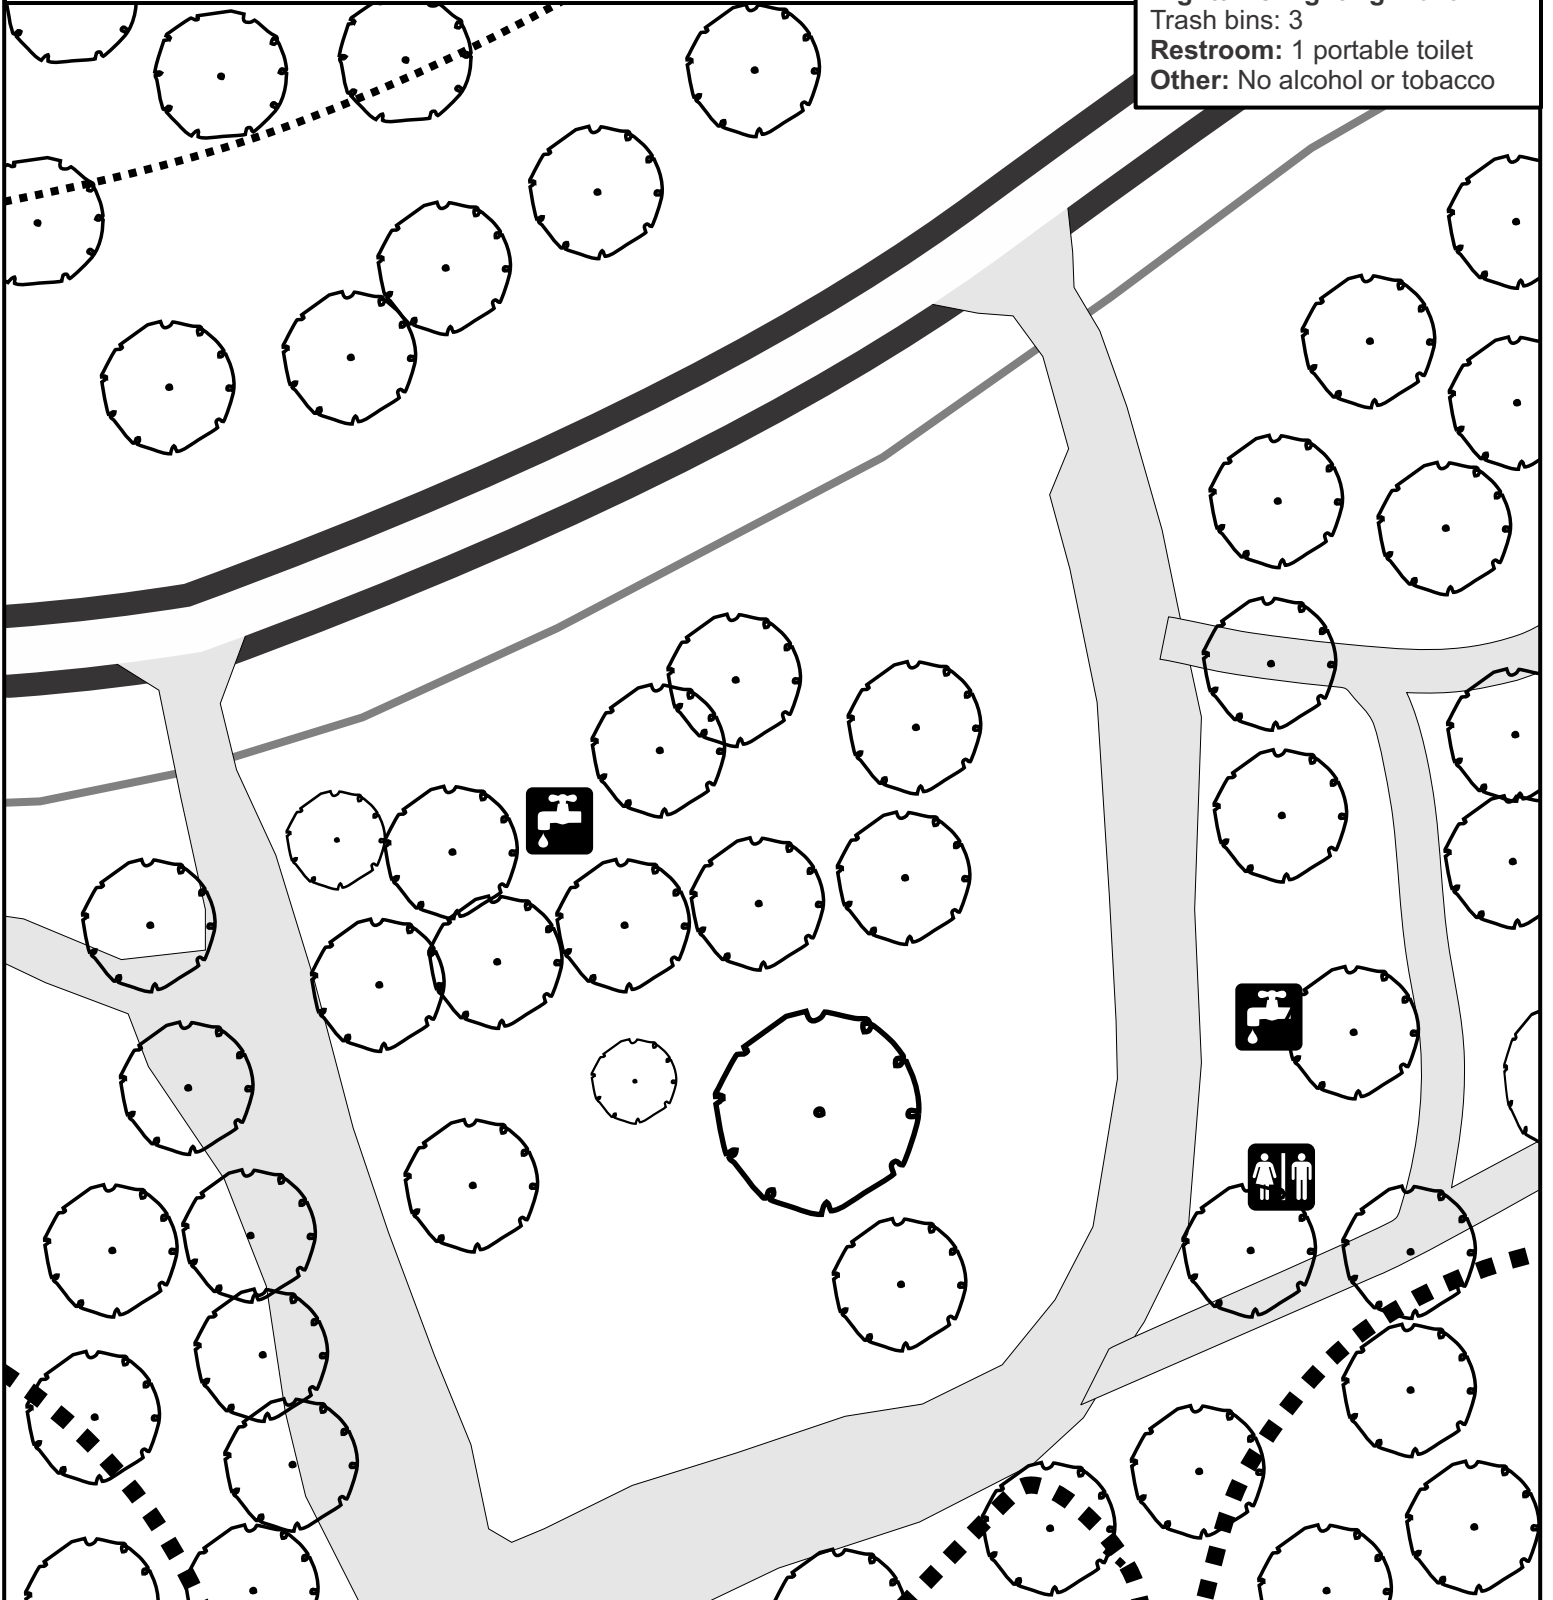 Trash bins: 3
Restroom: 1 portable toilet
Other: No alcohol or tobacco